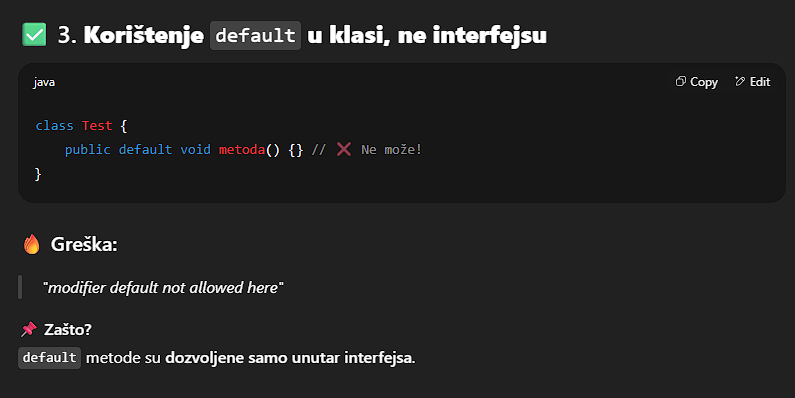 ✅ 3. Korištenje default u klasi, ne interfejsu
java
Copy Edit
class Test {
    public default void metoda() {} // ❌ Ne može!
}
🔥 Greška:
"modifier default not allowed here"
📌 Zašto?
default metode su dozvoljene samo unutar interfejsa.